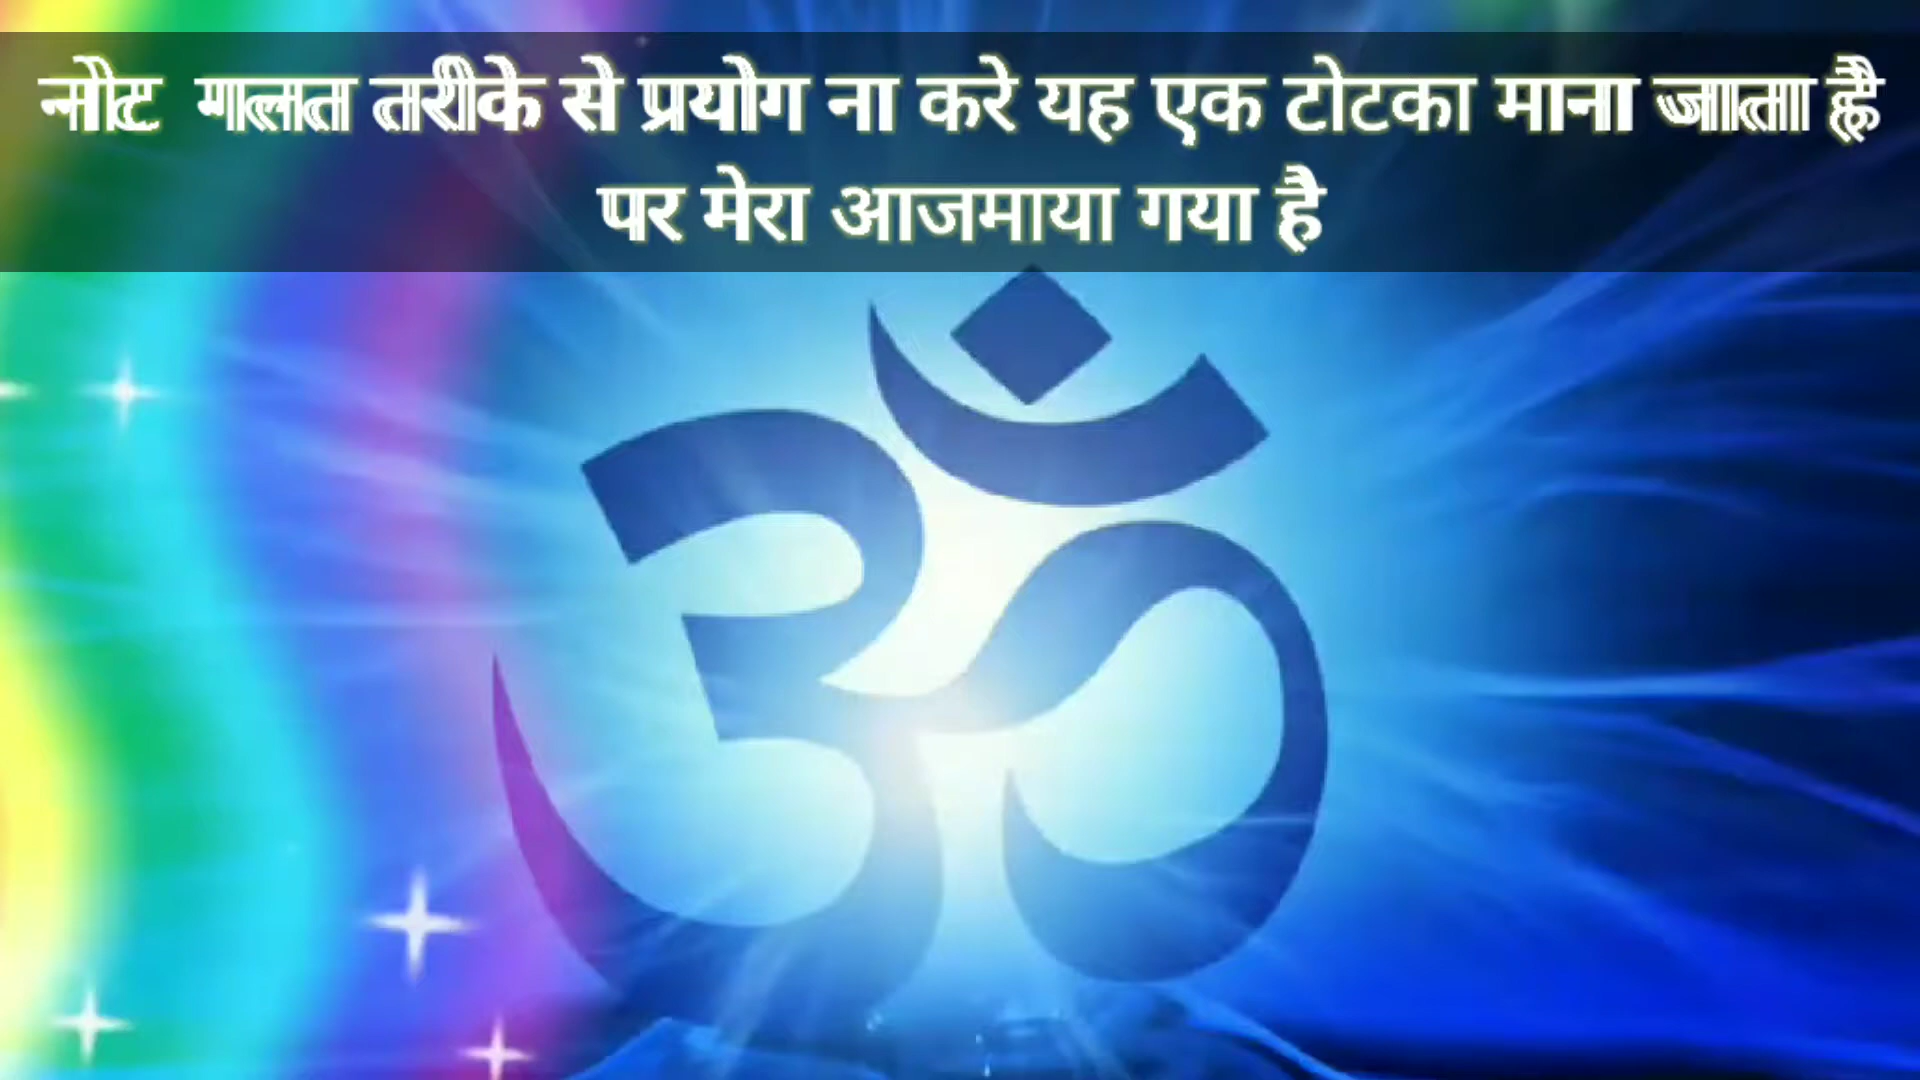 नोट गलत तरीके से प्रयोग ना करे यह एक टोटका माना जाता है
पर मेरा आजमाया गया है
ॐ